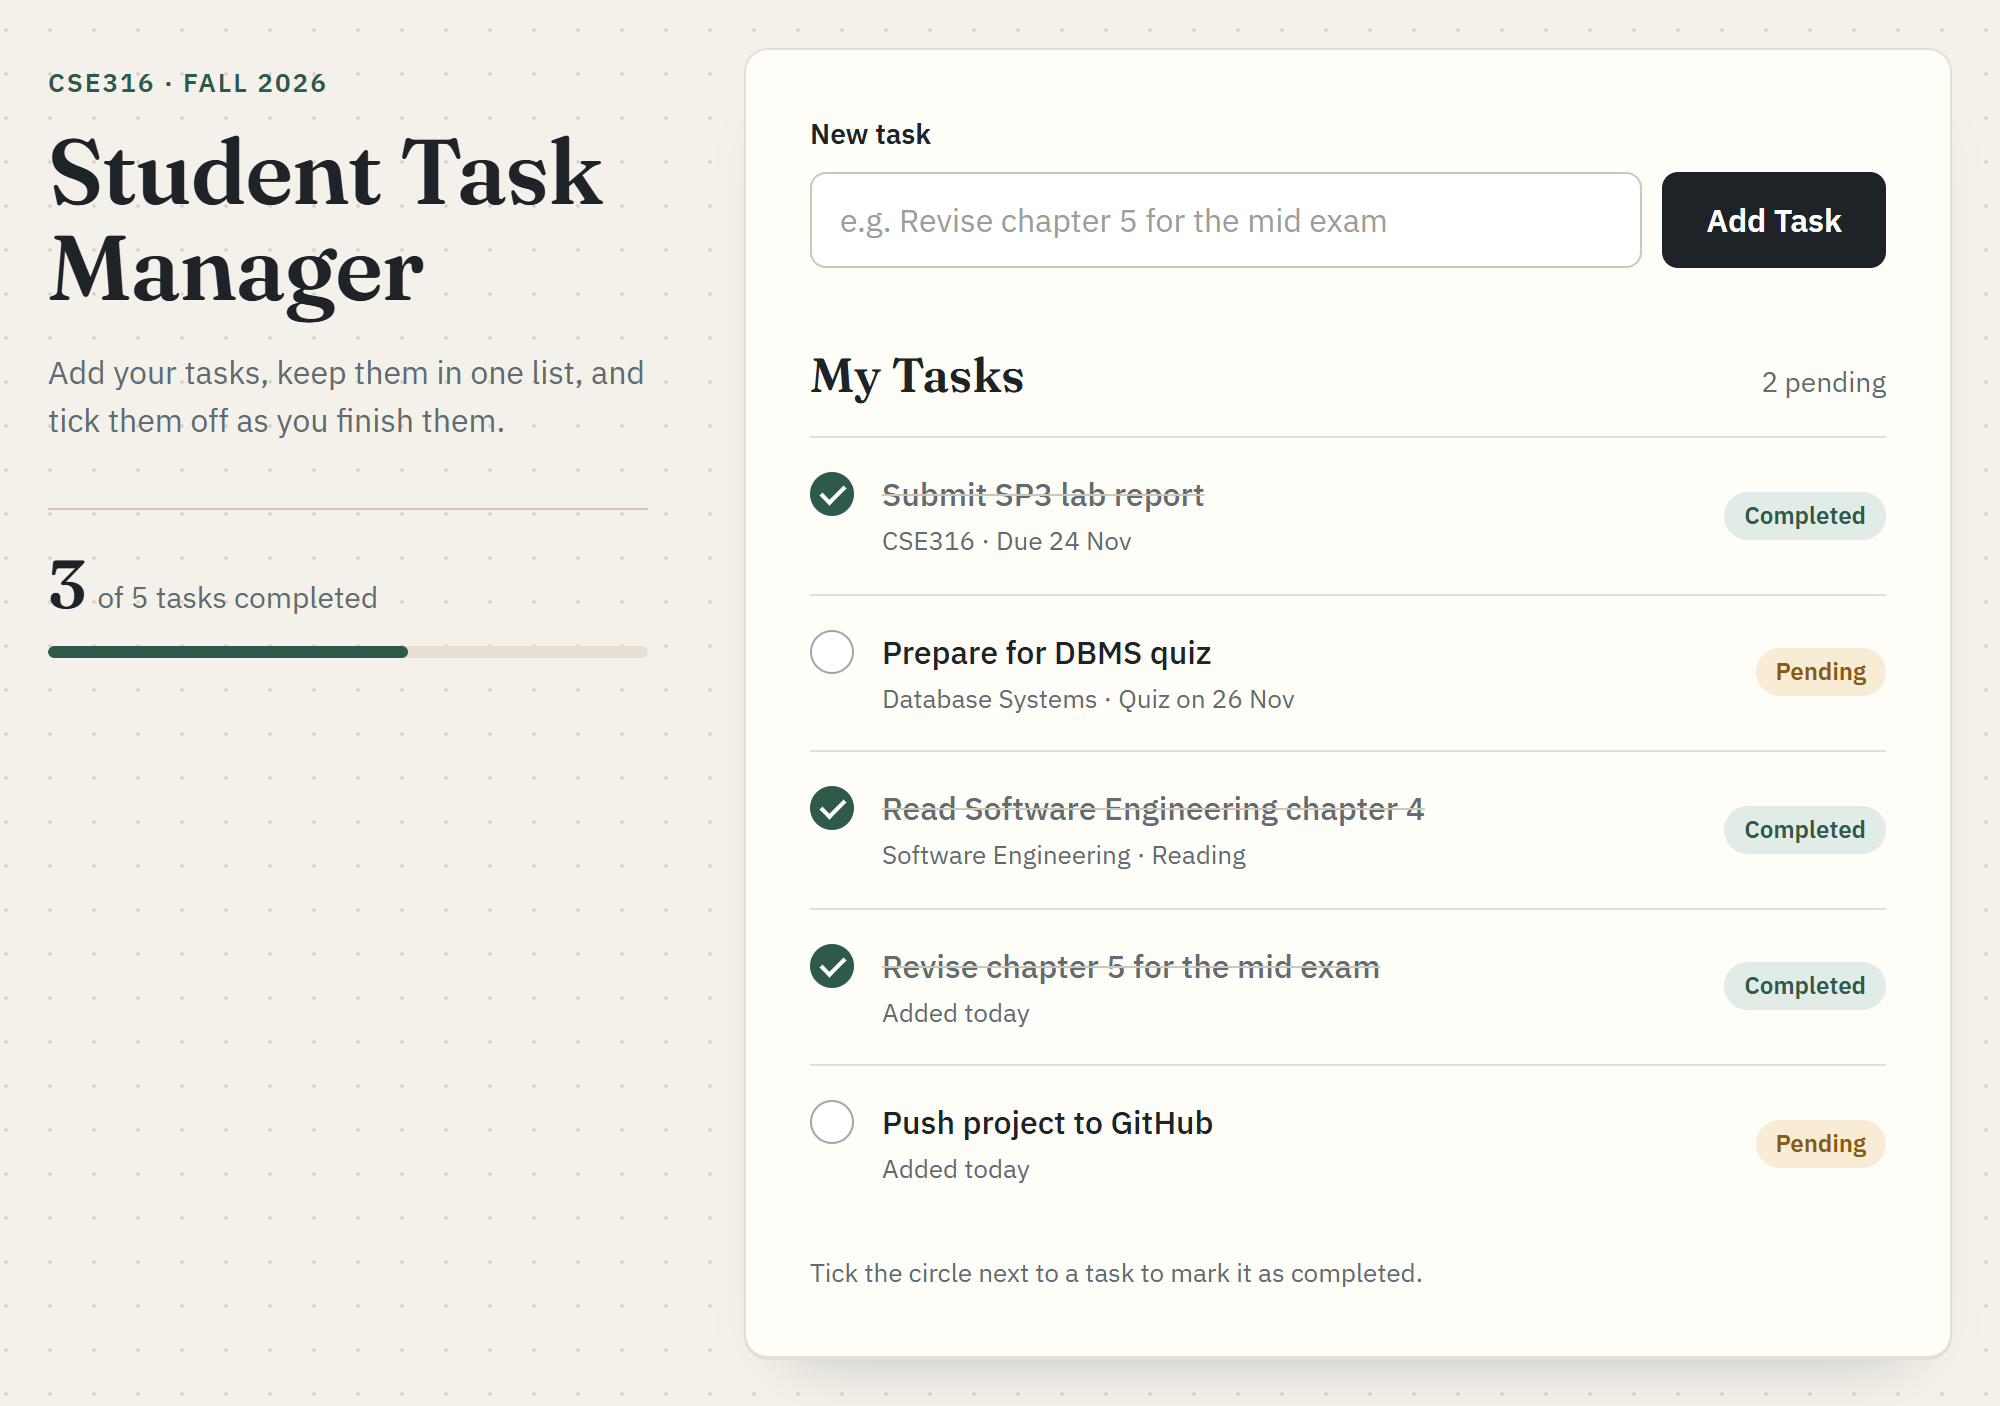 CSE316 · FALL 2026
Student Task
Manager
Add your tasks, keep them in one list, and
tick them off as you finish them.
3 of 5 tasks completed
New task
e.g. Revise chapter 5 for the mid exam
Add Task
My Tasks
2 pending
Submit SP3 lab report
CSE316 · Due 24 Nov
Completed
Prepare for DBMS quiz
Database Systems · Quiz on 26 Nov
Pending
Read Software Engineering chapter 4
Software Engineering · Reading
Completed
Revise chapter 5 for the mid exam
Added today
Completed
Push project to GitHub
Added today
Pending
Tick the circle next to a task to mark it as completed.